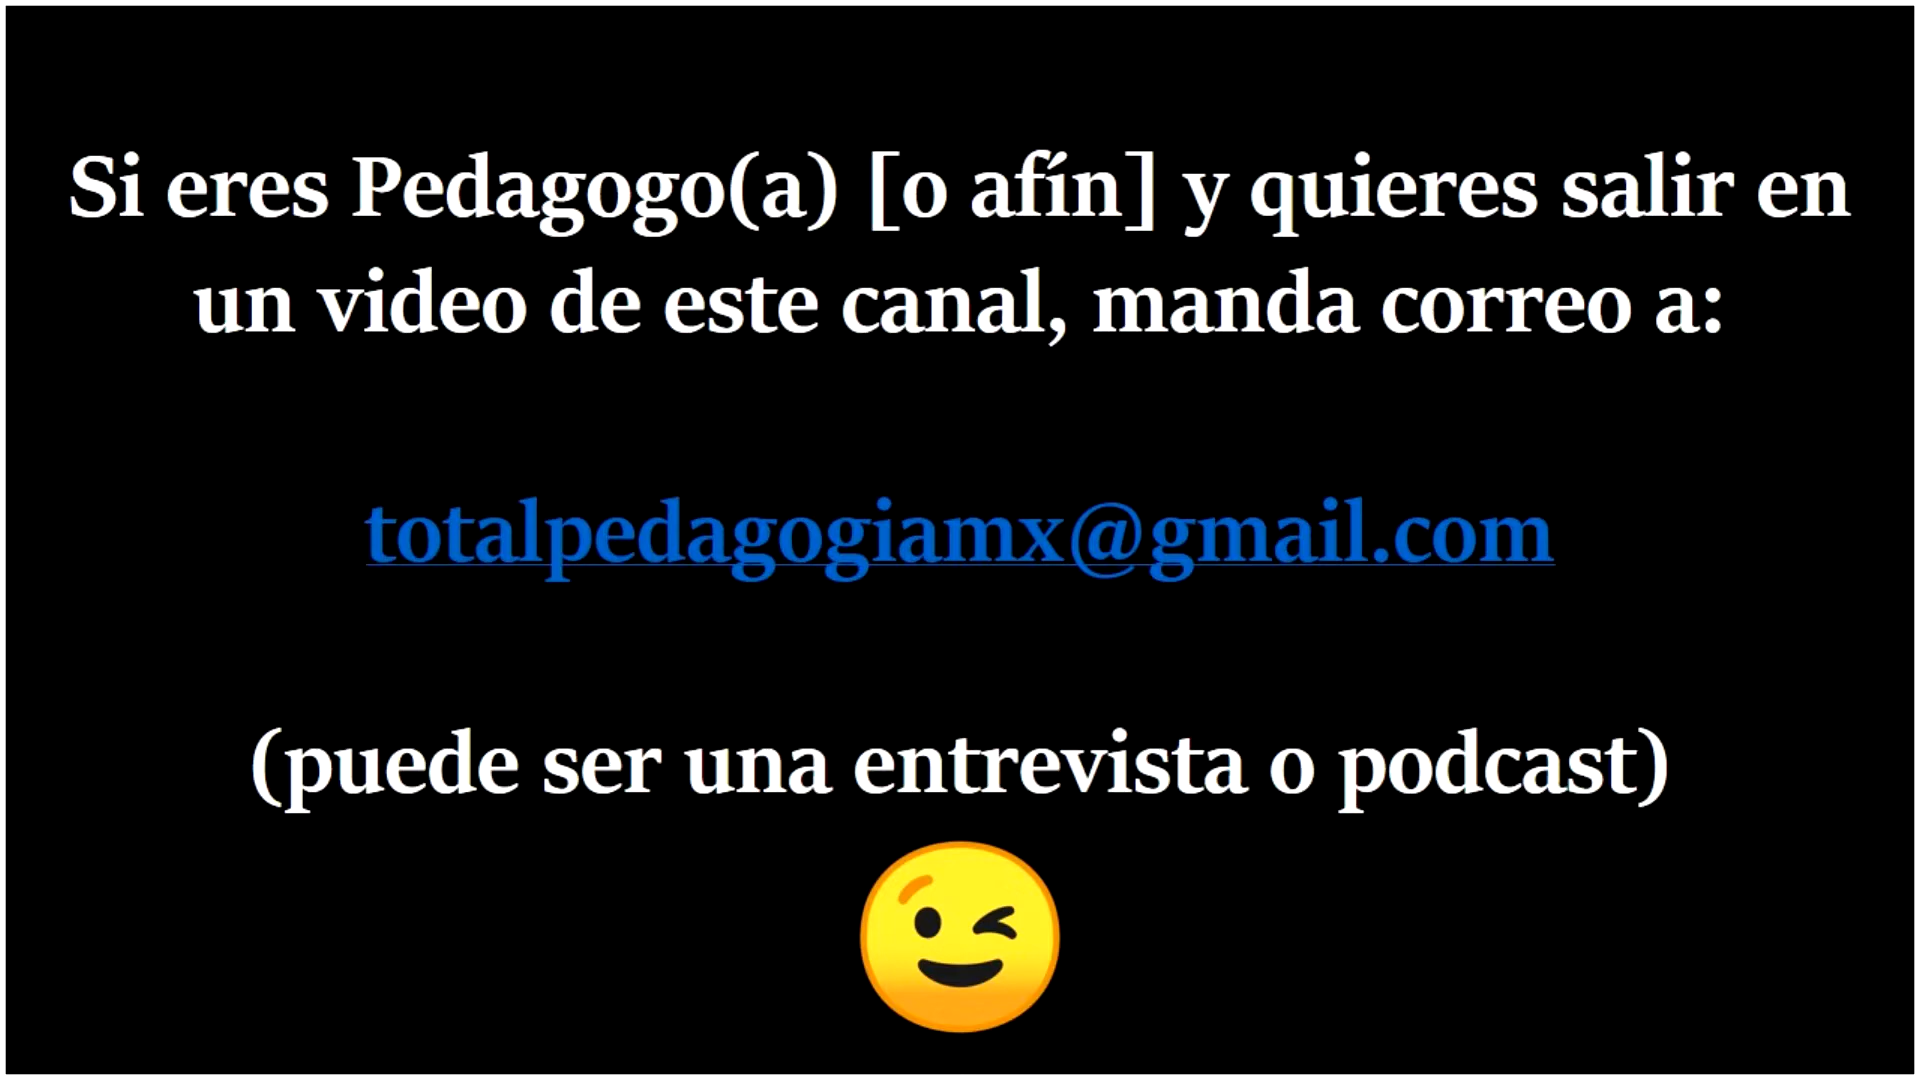 Si eres Pedagogo(a) [o afín] y quieres salir en
un video de este canal, manda correo a:
totalpedagogiamx@gmail.com
(puede ser una entrevista o podcast)